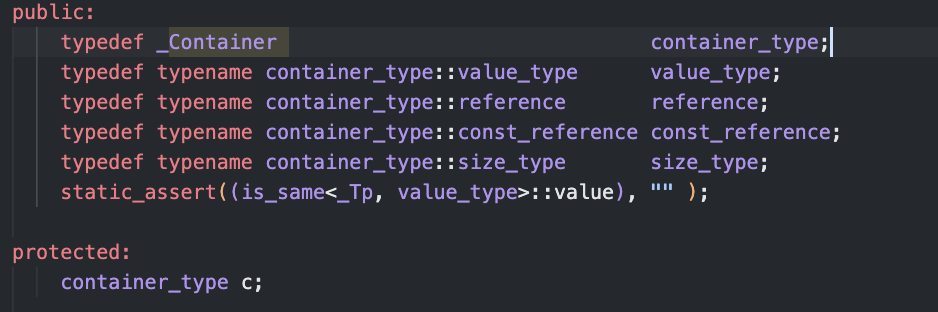 public:
    typedef _Container                               container_type;
    typedef typename container_type::value_type      value_type;
    typedef typename container_type::reference       reference;
    typedef typename container_type::const_reference const_reference;
    typedef typename container_type::size_type       size_type;
    static_assert((is_same<_Tp, value_type>::value), "" );
protected:
    container_type c;